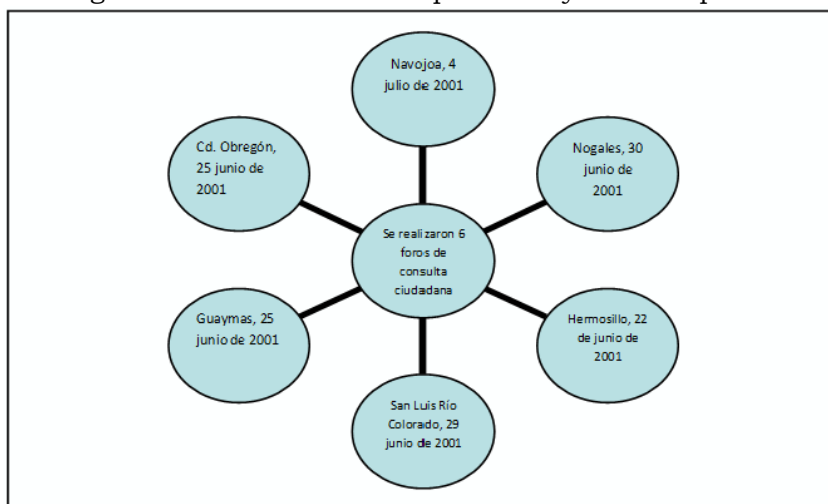 Navojoa, 4
julio de 2001
Cd. Obregón,
25 junio de
2001
Nogales, 30
junio de
2001
Se realizaron 6
foros de
consulta
ciudadana
Guaymas, 25
junio de 2001
Hermosillo, 22
de junio de
2001
San Luis Río
Colorado, 29
junio de 2001